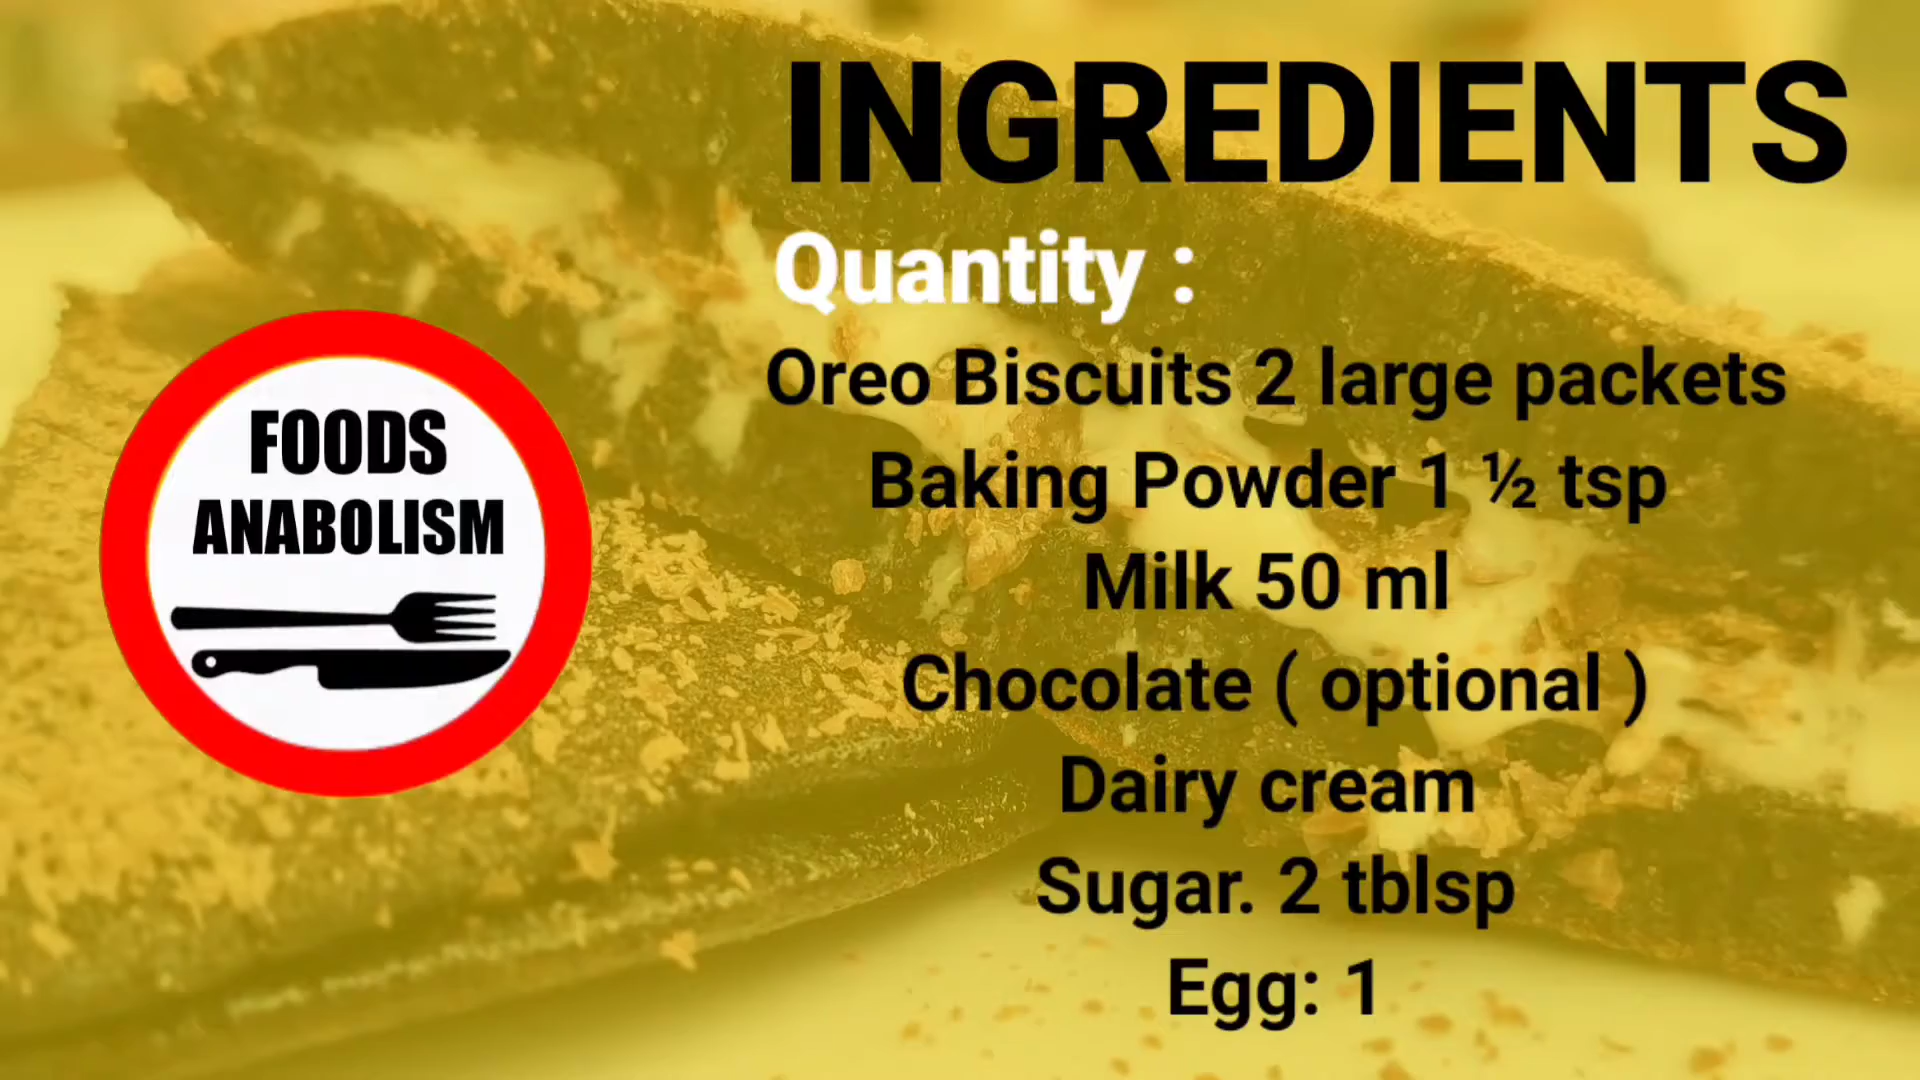 INGREDIENTS
Quantity :
Oreo Biscuits 2 large packets
Baking Powder 1 ½ tsp
Milk 50 ml
Chocolate ( optional )
Dairy cream
Sugar. 2 tblsp
Egg: 1
FOODS
ANABOLISM